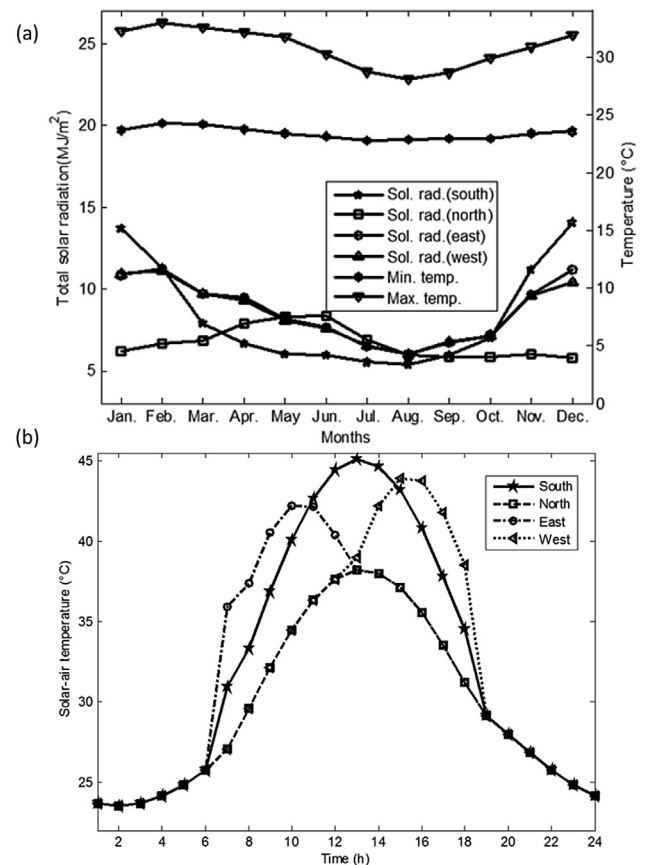 (a)
Total solar radiation(MJ/m²)
25
20
15
10
5
Temperature (°C)
30
25
20
15
10
5
0
Sol. rad.(south)
Sol. rad.(north)
Sol. rad.(east)
Sol. rad.(west)
Min. temp.
Max. temp.
Jan. Feb. Mar. Apr. May Jun. Jul. Aug. Sep. Oct. Nov. Dec.
Months
(b)
Solar-air temperature (°C)
45
40
35
30
25
South
North
East
West
2 4 6 8 10 12 14 16 18 20 22 24
Time (h)